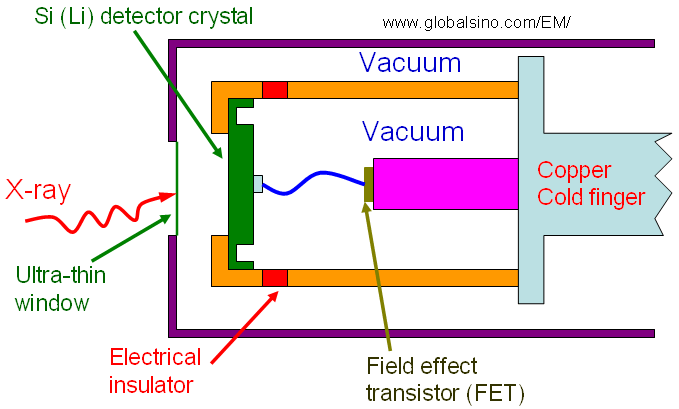 Si (Li) detector crystal
www.globalsino.com/EM/
Vacuum
Vacuum
X-ray
Copper
Cold finger
Ultra-thin
window
Electrical
insulator
Field effect
transistor (FET)